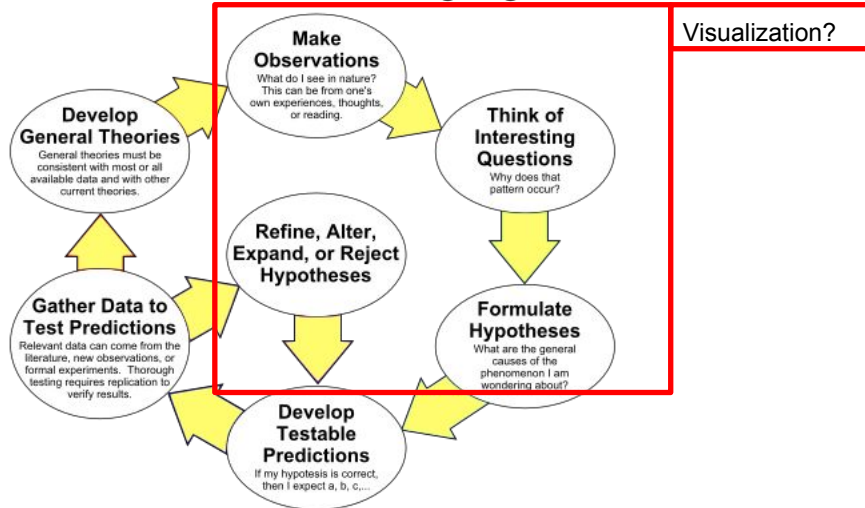 Visualization?
Make
Observations
What do I see in nature?
This can be from one's
own experiences, thoughts,
or reading.
Think of
Interesting
Questions
Why does that
pattern occur?
Formulate
Hypotheses
What are the general
causes of the
phenomenon I am
wondering about?
Develop
Testable
Predictions
If my hypotesis is correct,
then I expect a, b, c,...
Gather Data to
Test Predictions
Relevant data can come from the
literature, new observations, or
formal experiments. Thorough
testing requires replication to
verify results.
Refine, Alter,
Expand, or Reject
Hypotheses
Develop
General Theories
General theories must be
consistent with most or all
available data and with other
current theories.